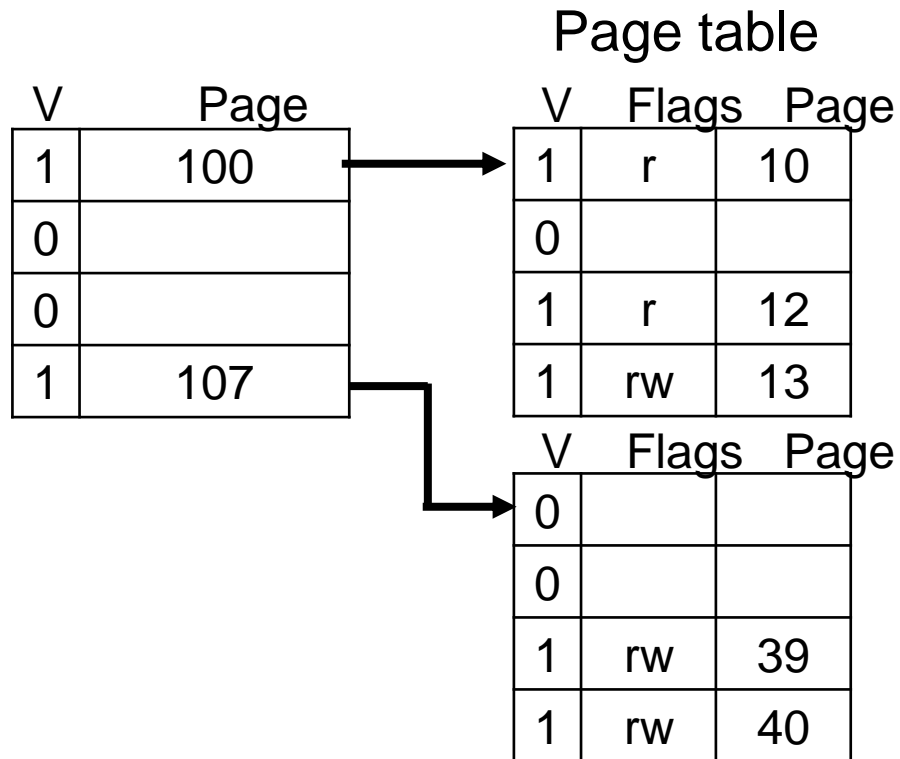 Page table
V Page
1 100
0
0
1 107
V Flags Page
1 r 10
0
1 r 12
1 rw 13
V Flags Page
0
0
1 rw 39
1 rw 40